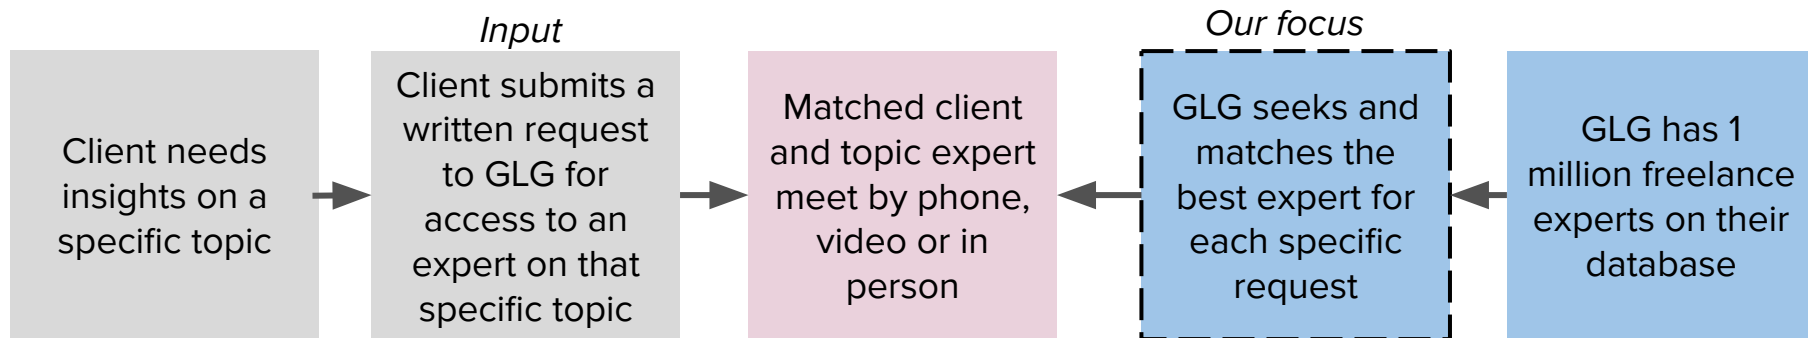 Input
Our focus
Client needs
insights on a
specific topic
Client submits a
written request
to GLG for
access to an
expert on that
specific topic
Matched client
and topic expert
meet by phone,
video or in
person
GLG seeks and
matches the
best expert for
each specific
request
GLG has 1
million freelance
experts on their
database